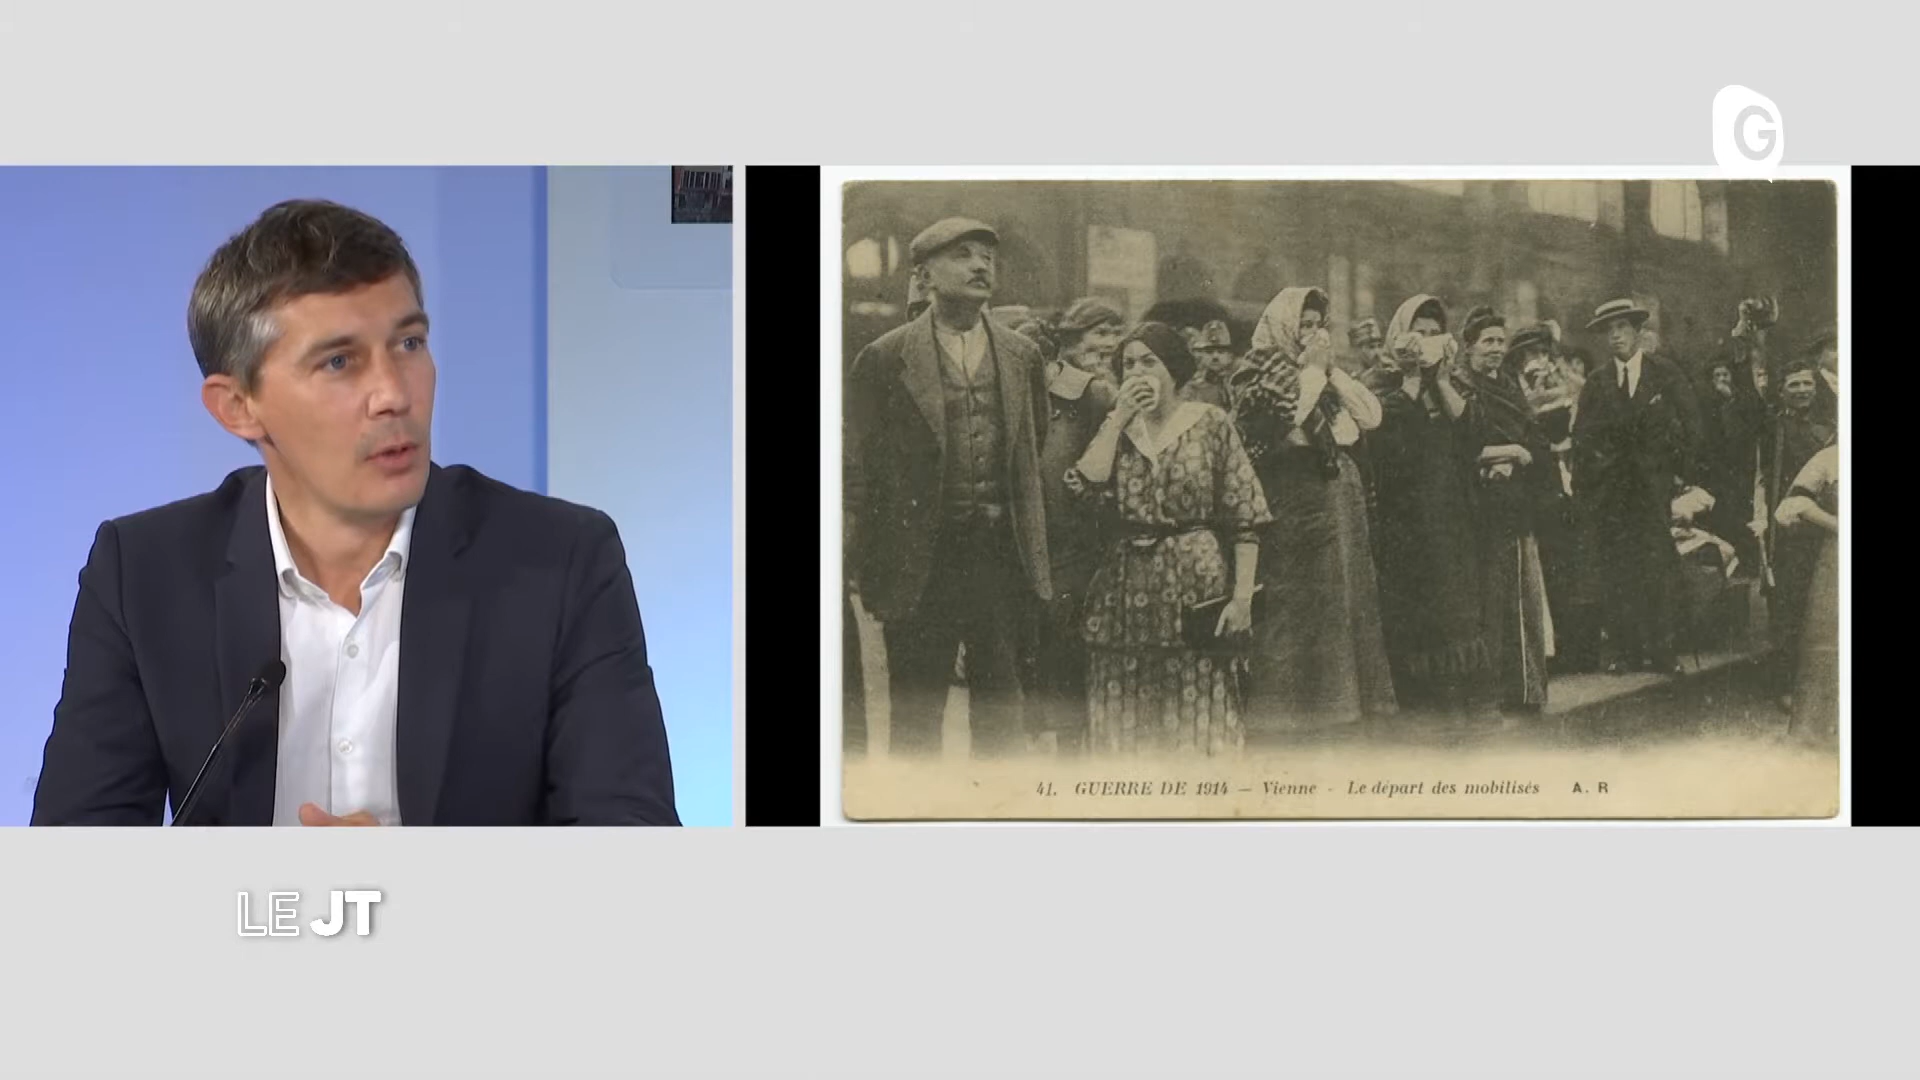 G
41. GUERRE DE 1914 — Vienne - Le départ des mobilisés A. R
LE JT